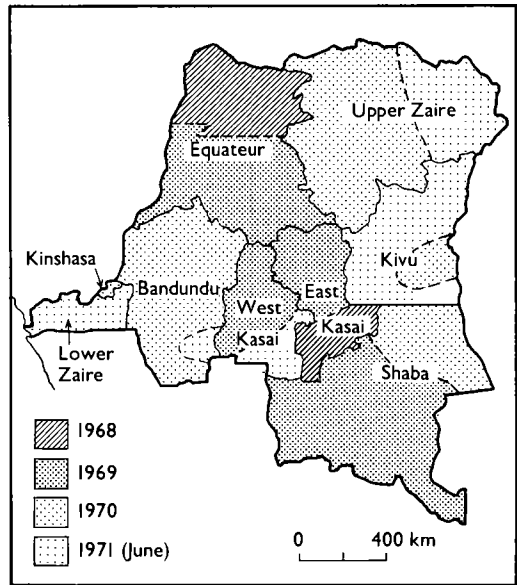 Upper Zaire
Equateur
Kinshasa
Bandundu
Kivu
West
Kasai
East
Kasai
Lower
Zaire
Shaba
1968
1969
1970
1971 (June)
0 400 km